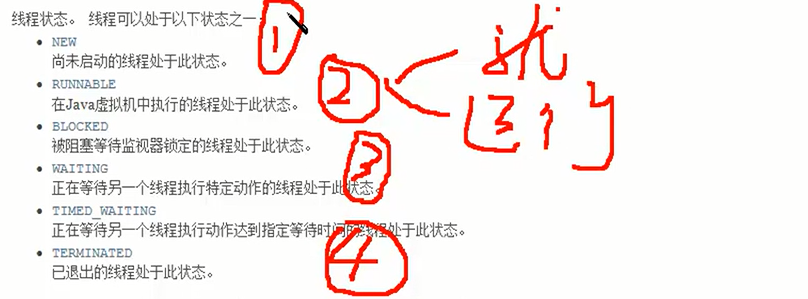 线程状态。 线程可以处于以下状态之一：
① 
NEW
尚未启动的线程处于此状态。
RUNNABLE
② 就
运行
在Java虚拟机中执行的线程处于此状态。
BLOCKED
被阻塞等待监视器锁定的线程处于此状态。
WAITING
③
正在等待另一个线程执行特定动作的线程处于此状态。
TIMED_WAITING
正在等待另一个线程执行动作达到指定等待时间的线程处于此状态。
TERMINATED
④
已退出的线程处于此状态。